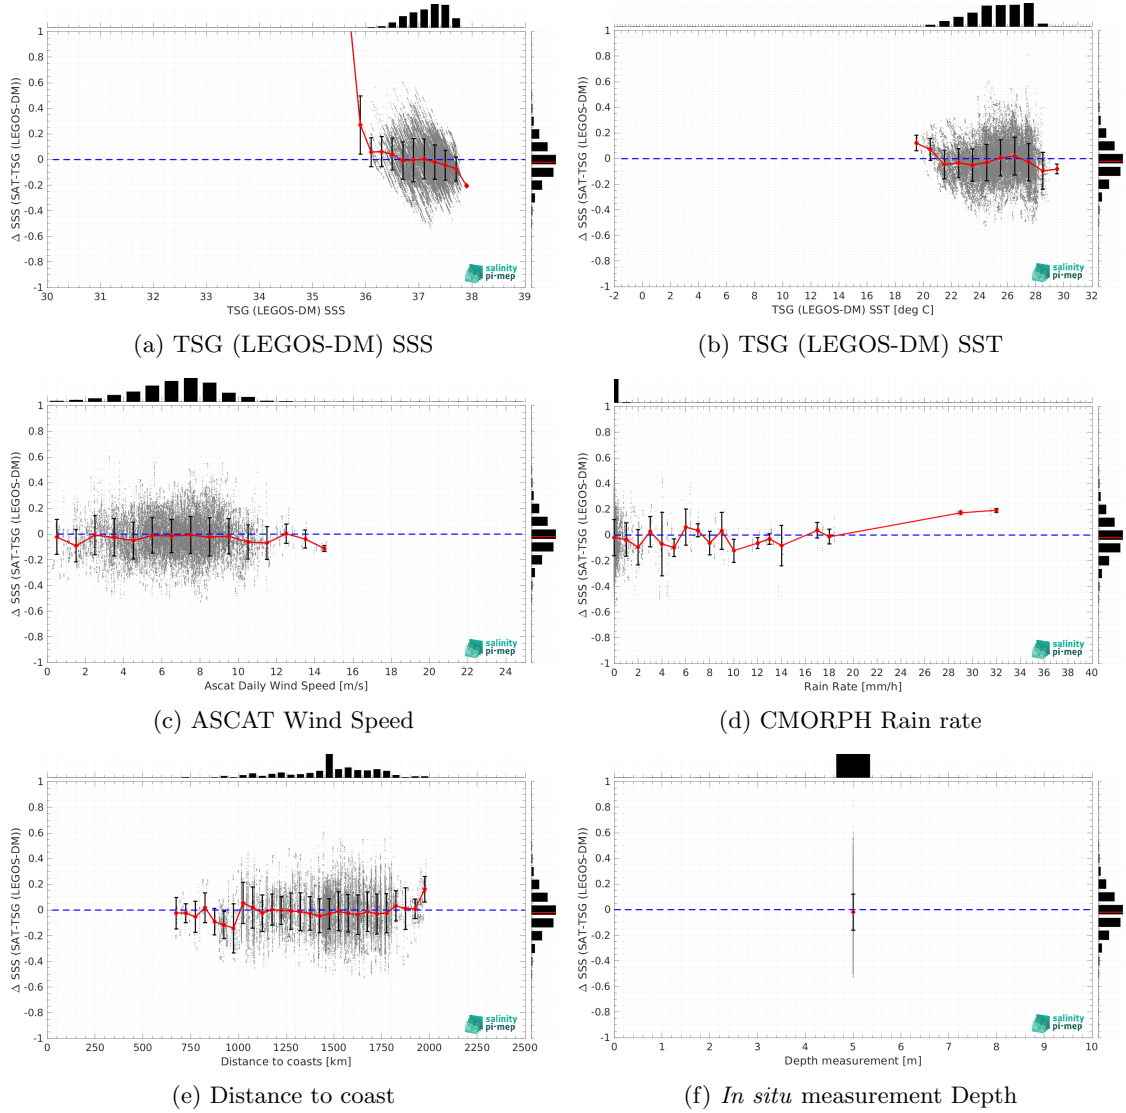 Δ SSS (SAT-TSG (LEGOS-DM))
1
0.8
0.6
0.4
0.2
0
-0.2
-0.4
-0.6
-0.8
-1
30 31 32 33 34 35 36 37 38 39
TSG (LEGOS-DM) SSS
salinity
pi-mep
(a) TSG (LEGOS-DM) SSS
Δ SSS (SAT-TSG (LEGOS-DM))
1
0.8
0.6
0.4
0.2
0
-0.2
-0.4
-0.6
-0.8
-1
-2 0 2 4 6 8 10 12 14 16 18 20 22 24 26 28 30 32
TSG (LEGOS-DM) SST [deg C]
salinity
pi-mep
(b) TSG (LEGOS-DM) SST
Δ SSS (SAT-TSG (LEGOS-DM))
1
0.8
0.6
0.4
0.2
0
-0.2
-0.4
-0.6
-0.8
-1
0 2 4 6 8 10 12 14 16 18 20 22 24
Ascat Daily Wind Speed [m/s]
salinity
pi-mep
(c) ASCAT Wind Speed
Δ SSS (SAT-TSG (LEGOS-DM))
1
0.8
0.6
0.4
0.2
0
-0.2
-0.4
-0.6
-0.8
-1
0 2 4 6 8 10 12 14 16 18 20 22 24 26 28 30 32 34 36 38 40
Rain Rate [mm/h]
salinity
pi-mep
(d) CMORPH Rain rate
Δ SSS (SAT-TSG (LEGOS-DM))
1
0.8
0.6
0.4
0.2
0
-0.2
-0.4
-0.6
-0.8
-1
0 250 500 750 1000 1250 1500 1750 2000 2250 2500
Distance to coasts [km]
salinity
pi-mep
(e) Distance to coast
Δ SSS (SAT-TSG (LEGOS-DM))
1
0.8
0.6
0.4
0.2
0
-0.2
-0.4
-0.6
-0.8
-1
0 1 2 3 4 5 6 7 8 9 10
Depth measurement [m]
salinity
pi-mep
(f) In situ measurement Depth